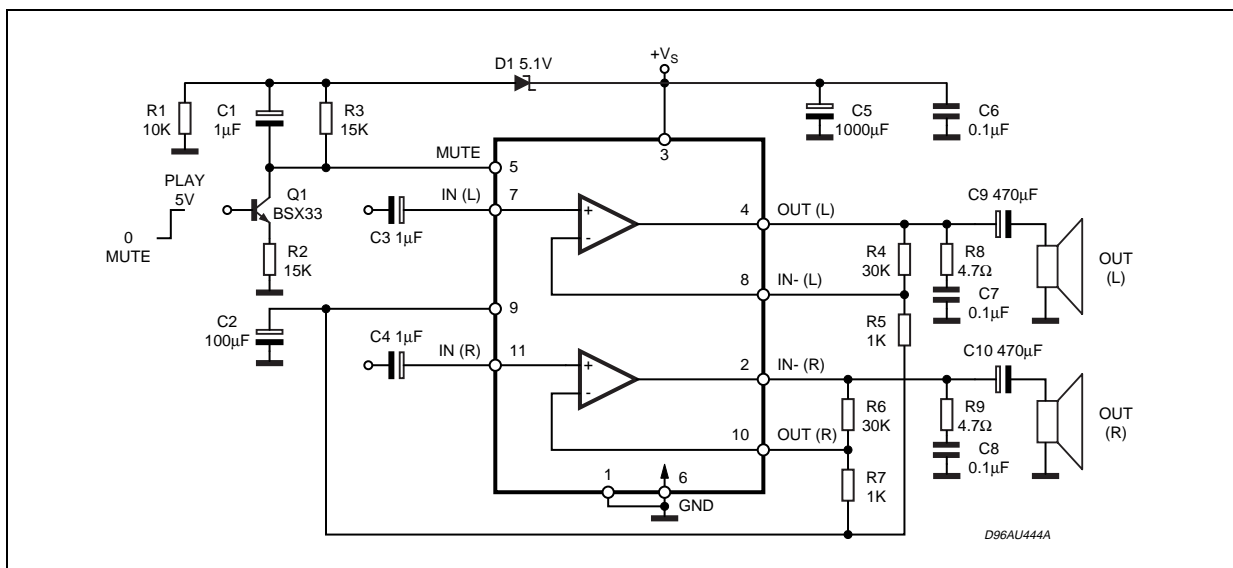 +VS
D1 5.1V
R1
10K
C1
1µF
R3
15K
C5
1000µF
C6
0.1µF
MUTE
5
3
PLAY
5V
0
MUTE
Q1
BSX33
IN (L)
7
C3 1µF
+
-
4
OUT (L)
C9 470µF
R4
30K
R8
4.7Ω
OUT
(L)
R2
15K
8
IN- (L)
C7
0.1µF
R5
1K
C2
100µF
9
C4 1µF
IN (R)
11
+
-
2
IN- (R)
C10 470µF
R6
30K
R9
4.7Ω
OUT
(R)
10
OUT (R)
C8
0.1µF
R7
1K
1
6
GND
D96AU444A